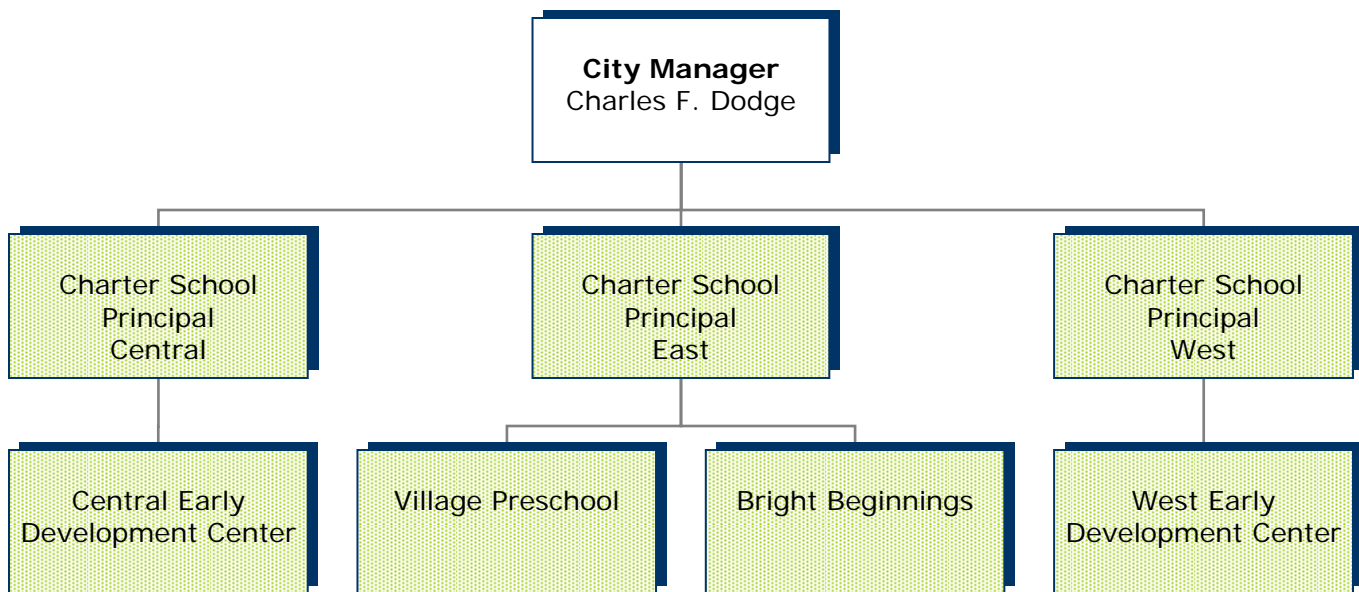 City Manager
Charles F. Dodge
Charter School
Principal
Central
Charter School
Principal
East
Charter School
Principal
West
Central Early
Development Center
Village Preschool
Bright Beginnings
West Early
Development Center